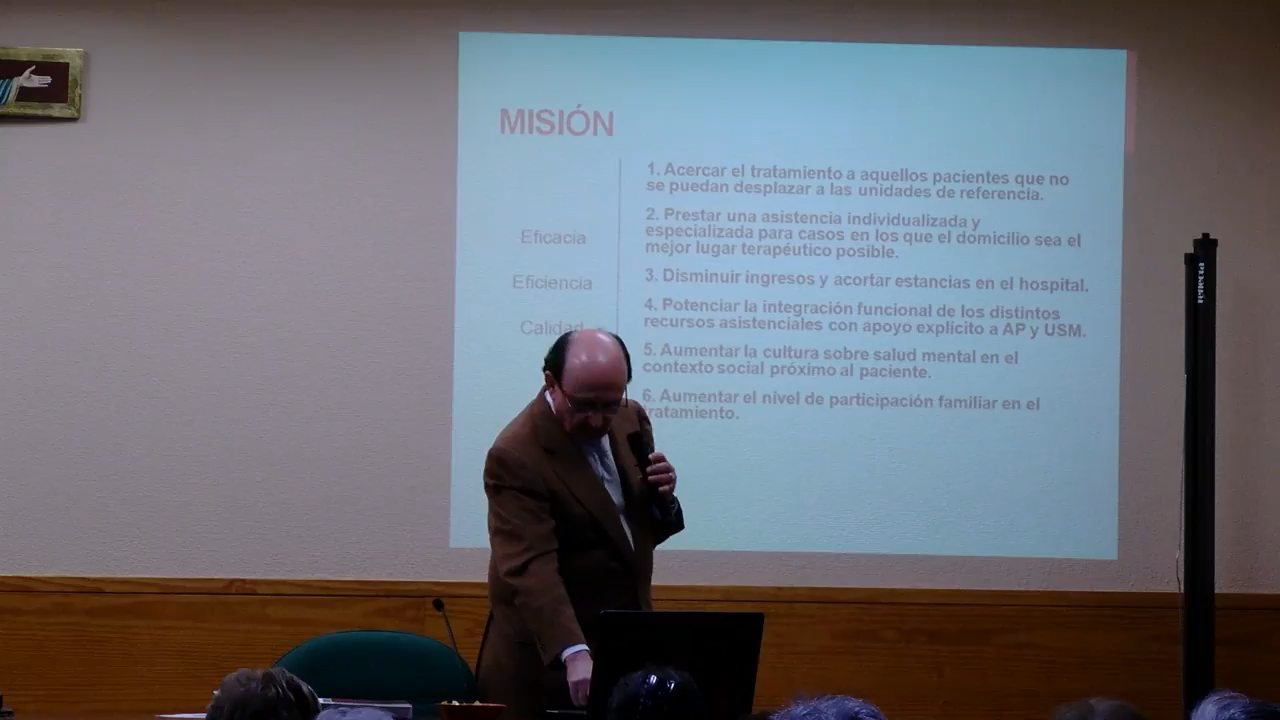 MISIÓN
Eficacia
Eficiencia
Calidad
1. Acercar el tratamiento a aquellos pacientes que no
se puedan desplazar a las unidades de referencia.
2. Prestar una asistencia individualizada y
especializada para casos en los que el domicilio sea el
mejor lugar terapéutico posible.
3. Disminuir ingresos y acortar estancias en el hospital.
4. Potenciar la integración funcional de los distintos
recursos asistenciales con apoyo explícito a AP y USM.
5. Aumentar la cultura sobre salud mental en el
contexto social próximo al paciente.
6. Aumentar el nivel de participación familiar en el
tratamiento.